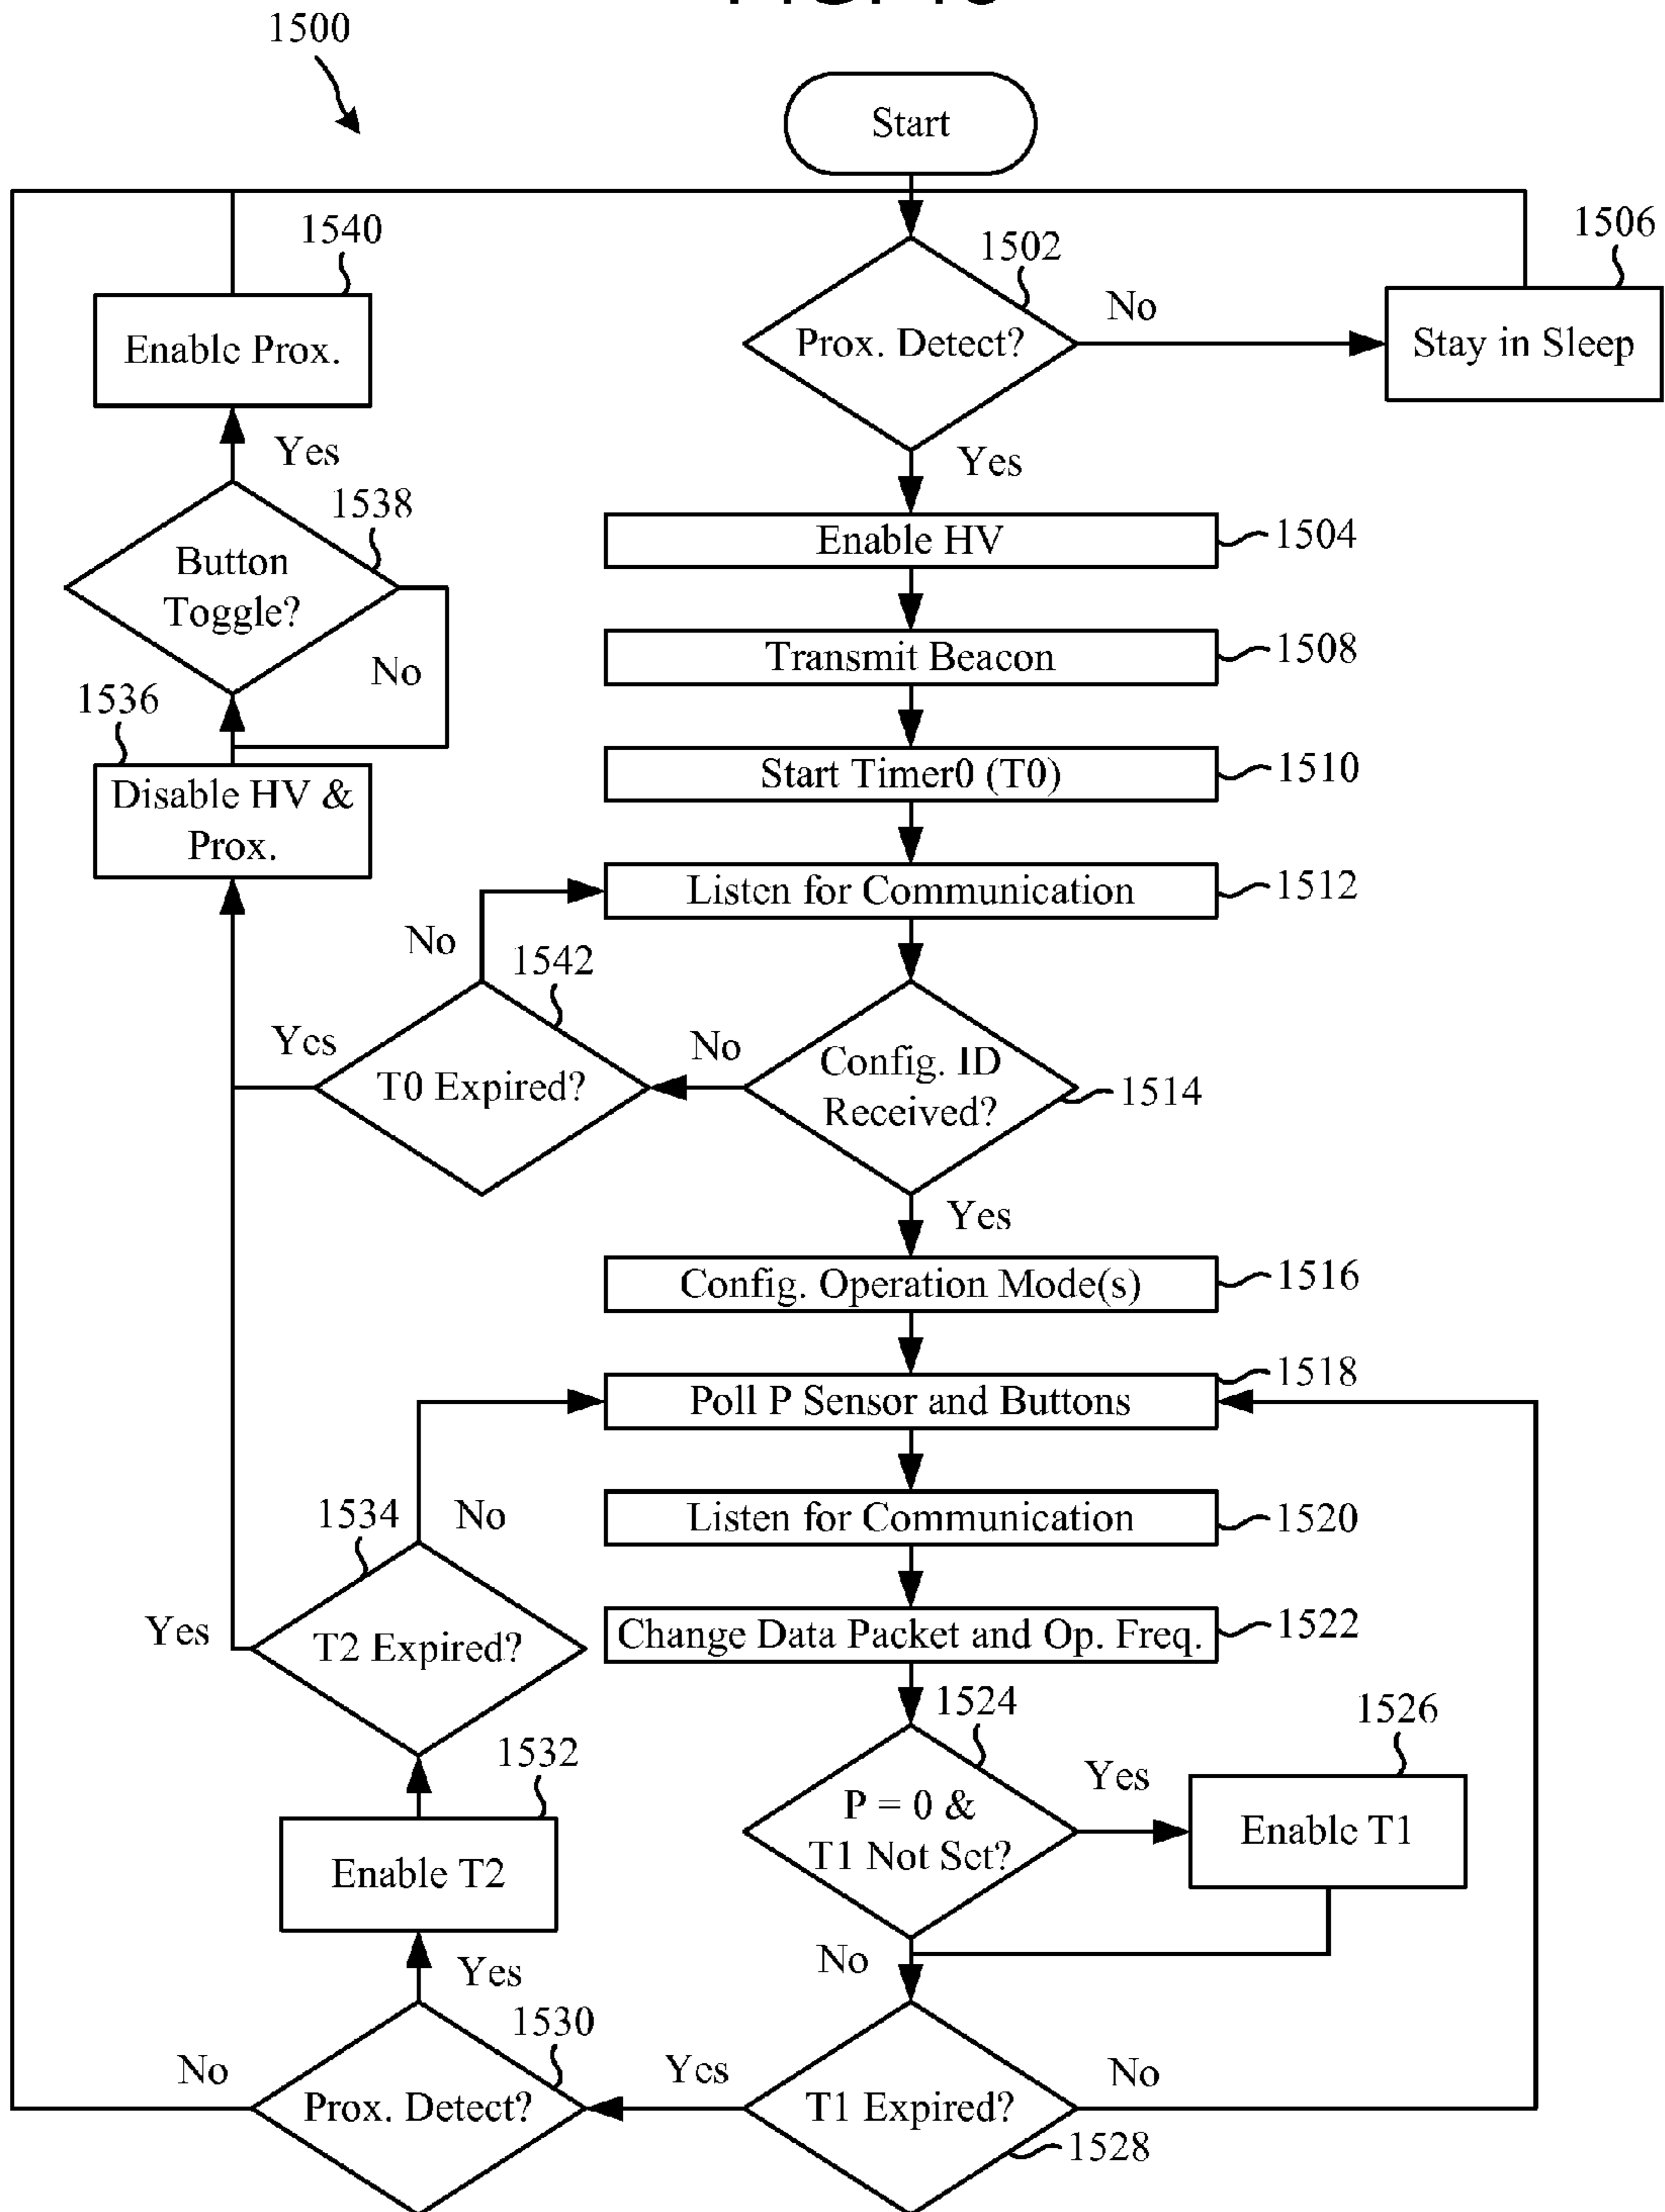 1500
Start
1540
1502
1506
Enable Prox.
Prox. Detect?
No
Stay in Sleep
Yes
Yes
1538
Button
Toggle?
No
Enable HV
1504
Transmit Beacon
1508
1536
Disable HV &
Prox.
Start Timer0 (T0)
1510
Listen for Communication
1512
No
1542
Yes
T0 Expired?
No
Config. ID
Received?
1514
Yes
Config. Operation Mode(s)
1516
Poll P Sensor and Buttons
1518
1534
No
Listen for Communication
1520
Yes
T2 Expired?
Change Data Packet and Op. Freq.
1522
1524
1526
1532
P = 0 &
T1 Not Set?
Yes
Enable T1
Enable T2
No
Yes
1530
No
Prox. Detect?
Yes
T1 Expired?
No
1528